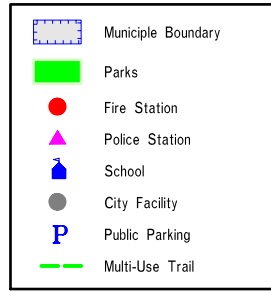 Municiple Boundary
Parks
Fire Station
Police Station
School
City Facility
P Public Parking
Multi-Use Trail